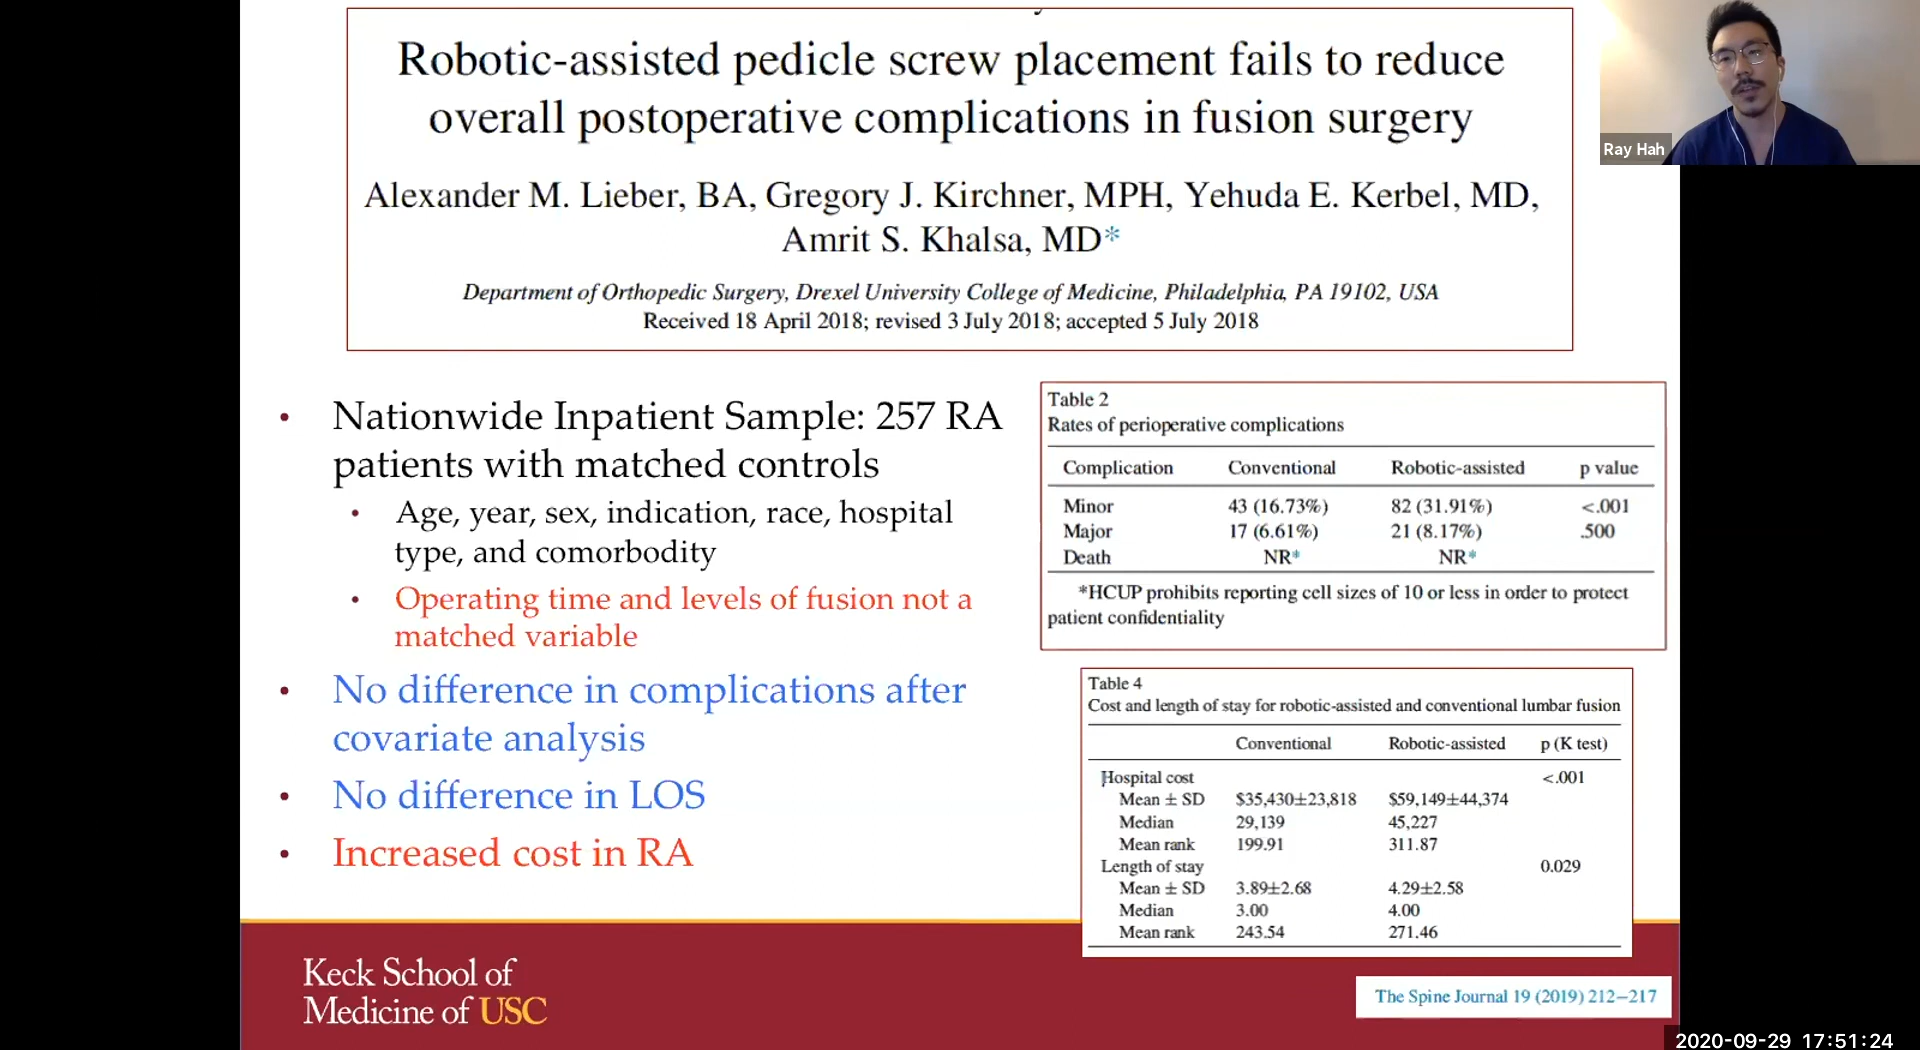 Robotic-assisted pedicle screw placement fails to reduce
overall postoperative complications in fusion surgery
Alexander M. Lieber, BA, Gregory J. Kirchner, MPH, Yehuda E. Kerbel, MD,
Amrit S. Khalsa, MD*
Department of Orthopedic Surgery, Drexel University College of Medicine, Philadelphia, PA 19102, USA
Received 18 April 2018; revised 3 July 2018; accepted 5 July 2018
Ray Hah
• Nationwide Inpatient Sample: 257 RA
patients with matched controls
• Age, year, sex, indication, race, hospital
type, and comorbodity
• Operating time and levels of fusion not a
matched variable
• No difference in complications after
covariate analysis
• No difference in LOS
• Increased cost in RA
Table 2
Rates of perioperative complications
Complication Conventional Robotic-assisted p value
Minor 43 (16.73%) 82 (31.91%) <.001
Major 17 (6.61%) 21 (8.17%) .500
Death NR* NR*
*HCUP prohibits reporting cell sizes of 10 or less in order to protect
patient confidentiality
Table 4
Cost and length of stay for robotic-assisted and conventional lumbar fusion
Conventional Robotic-assisted p (K test)
Hospital cost <.001
Mean ± SD $35,430±23,818 $59,149±44,374
Median 29,139 45,227
Mean rank 199.91 311.87
Length of stay 0.029
Mean ± SD 3.89±2.68 4.29±2.58
Median 3.00 4.00
Mean rank 243.54 271.46
Keck School of
Medicine of USC
The Spine Journal 19 (2019) 212–217
2020-09-29 17:51:24